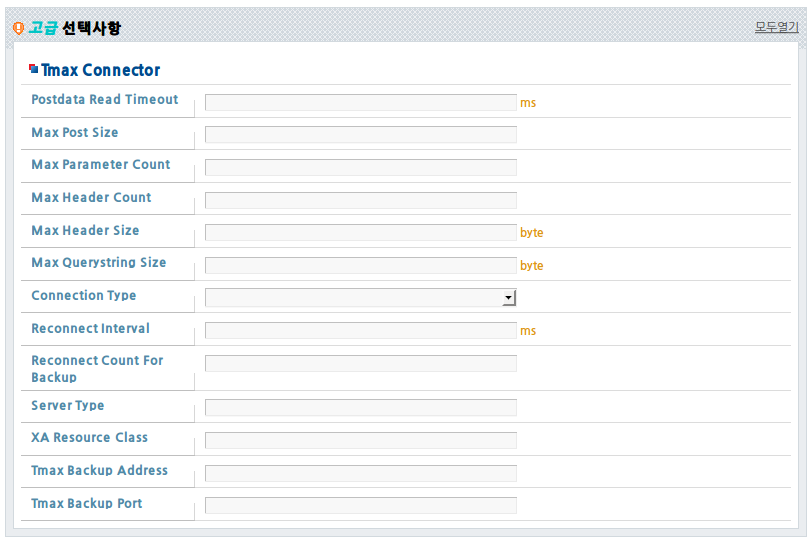 고급 선택사항
모두열기
Tmax Connector
Postdata Read Timeout
ms
Max Post Size
Max Parameter Count
Max Header Count
Max Header Size
byte
Max Querystring Size
byte
Connection Type
Reconnect Interval
ms
Reconnect Count For
Backup
Server Type
XA Resource Class
Tmax Backup Address
Tmax Backup Port